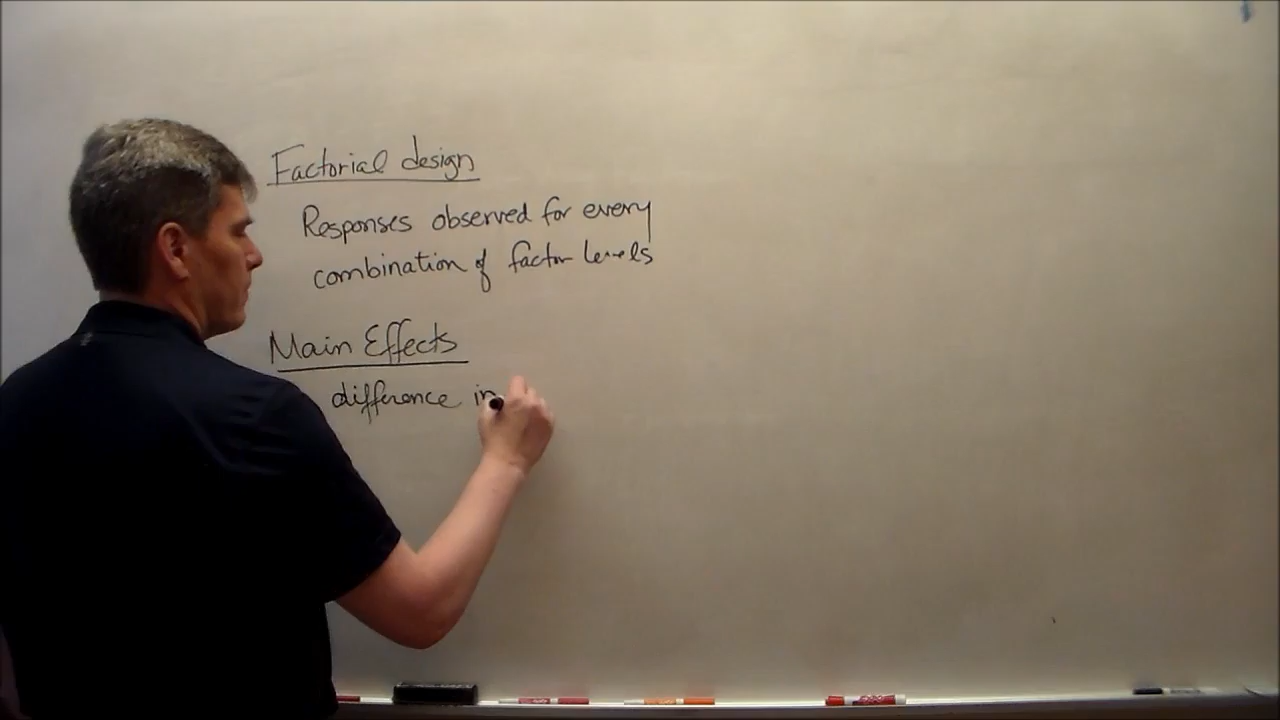 Factorial design
Responses observed for every
combination of factor levels
Main Effects
difference in